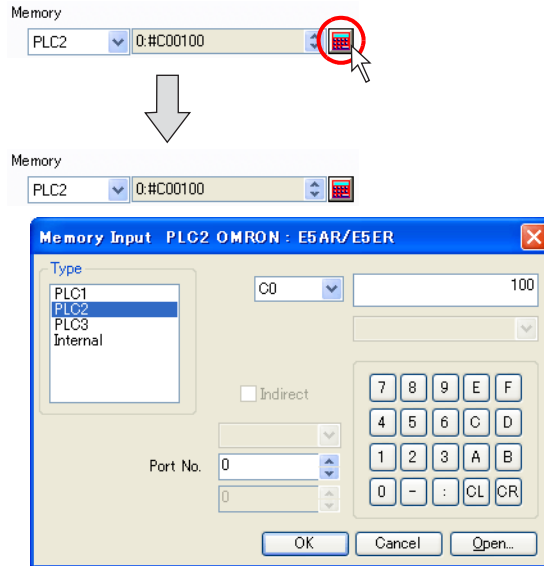 Memory
PLC2 0:#C00100
Memory
PLC2 0:#C00100
Memory Input PLC2 OMRON : E5AR/E5ER
Type
PLC1
PLC2
PLC3
Internal
C0 100
Indirect
Port No. 0
0
7 8 9 E F
4 5 6 C D
1 2 3 A B
0 - : CL CR
OK Cancel Open...